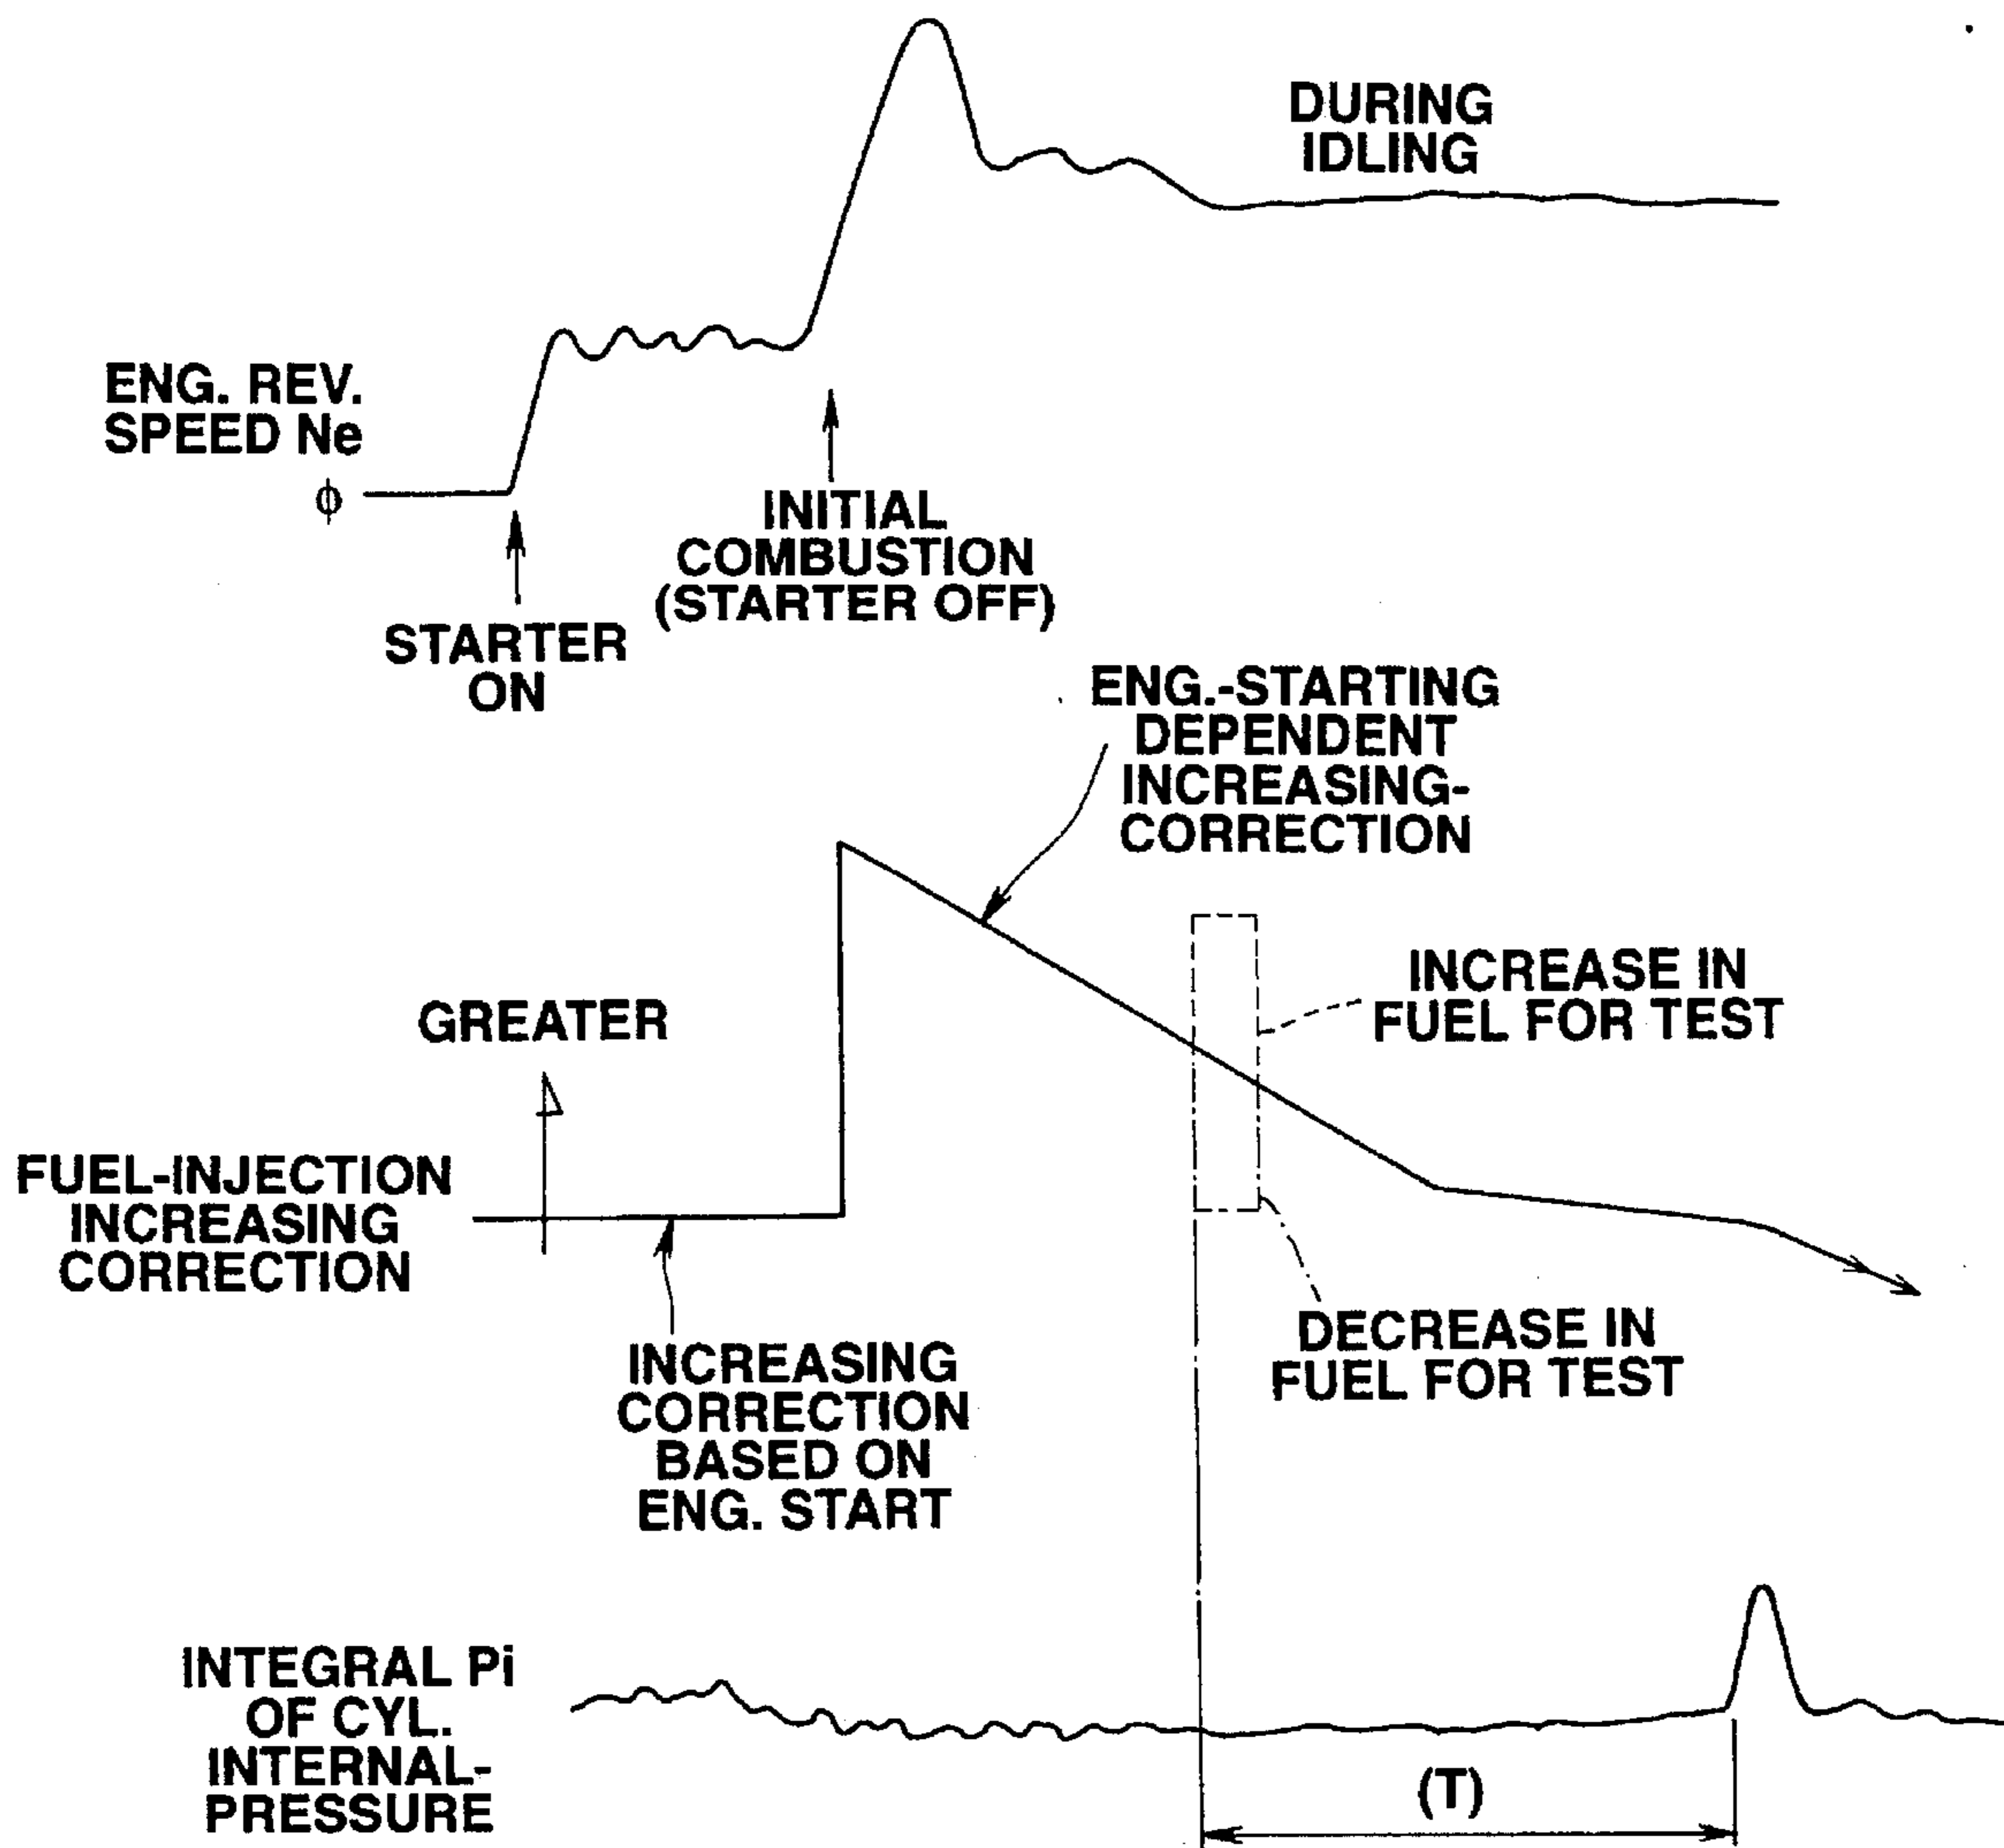 DURING
IDLING
ENG. REV.
SPEED Ne
ϕ
INITIAL
COMBUSTION
(STARTER OFF)
STARTER
ON
ENG.-STARTING
DEPENDENT
INCREASING-
CORRECTION
GREATER
INCREASE IN
FUEL FOR TEST
FUEL-INJECTION
INCREASING
CORRECTION
DECREASE IN
FUEL FOR TEST
INCREASING
CORRECTION
BASED ON
ENG. START
INTEGRAL Pi
OF CYL.
INTERNAL-
PRESSURE
(T)